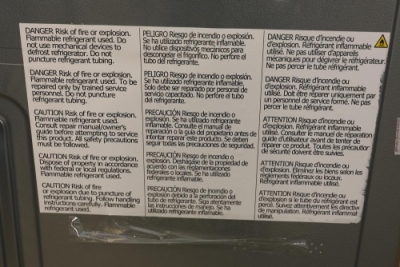 DANGER Risk of fire or explosion.
Flammable refrigerant used. Do
not use mechanical devices to
defrost refrigerator. Do not
puncture refrigerant tubing.
DANGER Risk of fire or explosion.
Flammable refrigerant used. To be
repaired only by trained service
personnel. Do not puncture
refrigerant tubing.
CAUTION Risk of fire or explosion.
Flammable refrigerant used.
Consult repair manual/owner's
guide before attempting to service
this product. All safety precautions
must be followed.
CAUTION Risk of fire or explosion.
Dispose of property in accordance
with federal or local regulations.
Flammable refrigerant used.
CAUTION Risk of fire
or explosion due to puncture of
refrigerant tubing. Follow handling
instructions carefully. Flammable
refrigerant used.
PELIGRO Riesgo de incendio o explosión.
Se ha utilizado refrigerante inflamable.
No utilice dispositivos mecánicos para
descongelar el frigorífico. No perfore el
tubo del refrigerante.
PELIGRO Riesgo de incendio o explosión.
Se ha utilizado refrigerante inflamable.
Solo debe ser reparado por personal de
servicio capacitado. No perfore el tubo
del refrigerante.
PRECAUCIÓN Riesgo de incendio o
explosión. Se ha utilizado refrigerante
inflamable. Consulte el manual de
reparación o la guía del propietario antes de
intentar reparar este producto. Se deben
seguir todas las precauciones de seguridad.
PRECAUCIÓN Riesgo de incendio o
explosión. Deshágase de la propiedad de
acuerdo con las reglamentaciones
federales o locales. Se ha utilizado
refrigerante inflamable.
PRECAUCIÓN Riesgo de incendio o
explosión debido a la perforación del
tubo de refrigerante. Siga atentamente
las instrucciones de manejo. Se ha
utilizado refrigerante inflamable.
DANGER Risque d'incendie ou
d'explosion. Réfrigérant inflammable
utilisé. Ne pas utiliser d'appareils
mécaniques pour dégivrer le réfrigérateur.
Ne pas percer le tube réfrigérant.
DANGER Risque d'incendie ou
d'explosion. Réfrigérant inflammable
utilisé. Doit être réparer uniquement par
un personnel de service formé. Ne pas
percer le tube réfrigérant.
ATTENTION Risque d'incendie ou
d'explosion. Réfrigérant inflammable
utilisé. Consulter le manuel de réparation
guide d'utilisateur avant de tenter de
réparer ce produit. Toutes les précautions
de sécurité doivent être suivies.
ATTENTION Risque d'incendie ou
d'explosion. Éliminez les biens selon les
règlements fédéraux ou locaux.
Réfrigérant inflammable utilisé.
ATTENTION Risque d'incendie ou
d'explosion si le tube du réfrigérant est
percé. Suivez attentivement les directives
de manipulation. Réfrigérant inflammable
utilisé.